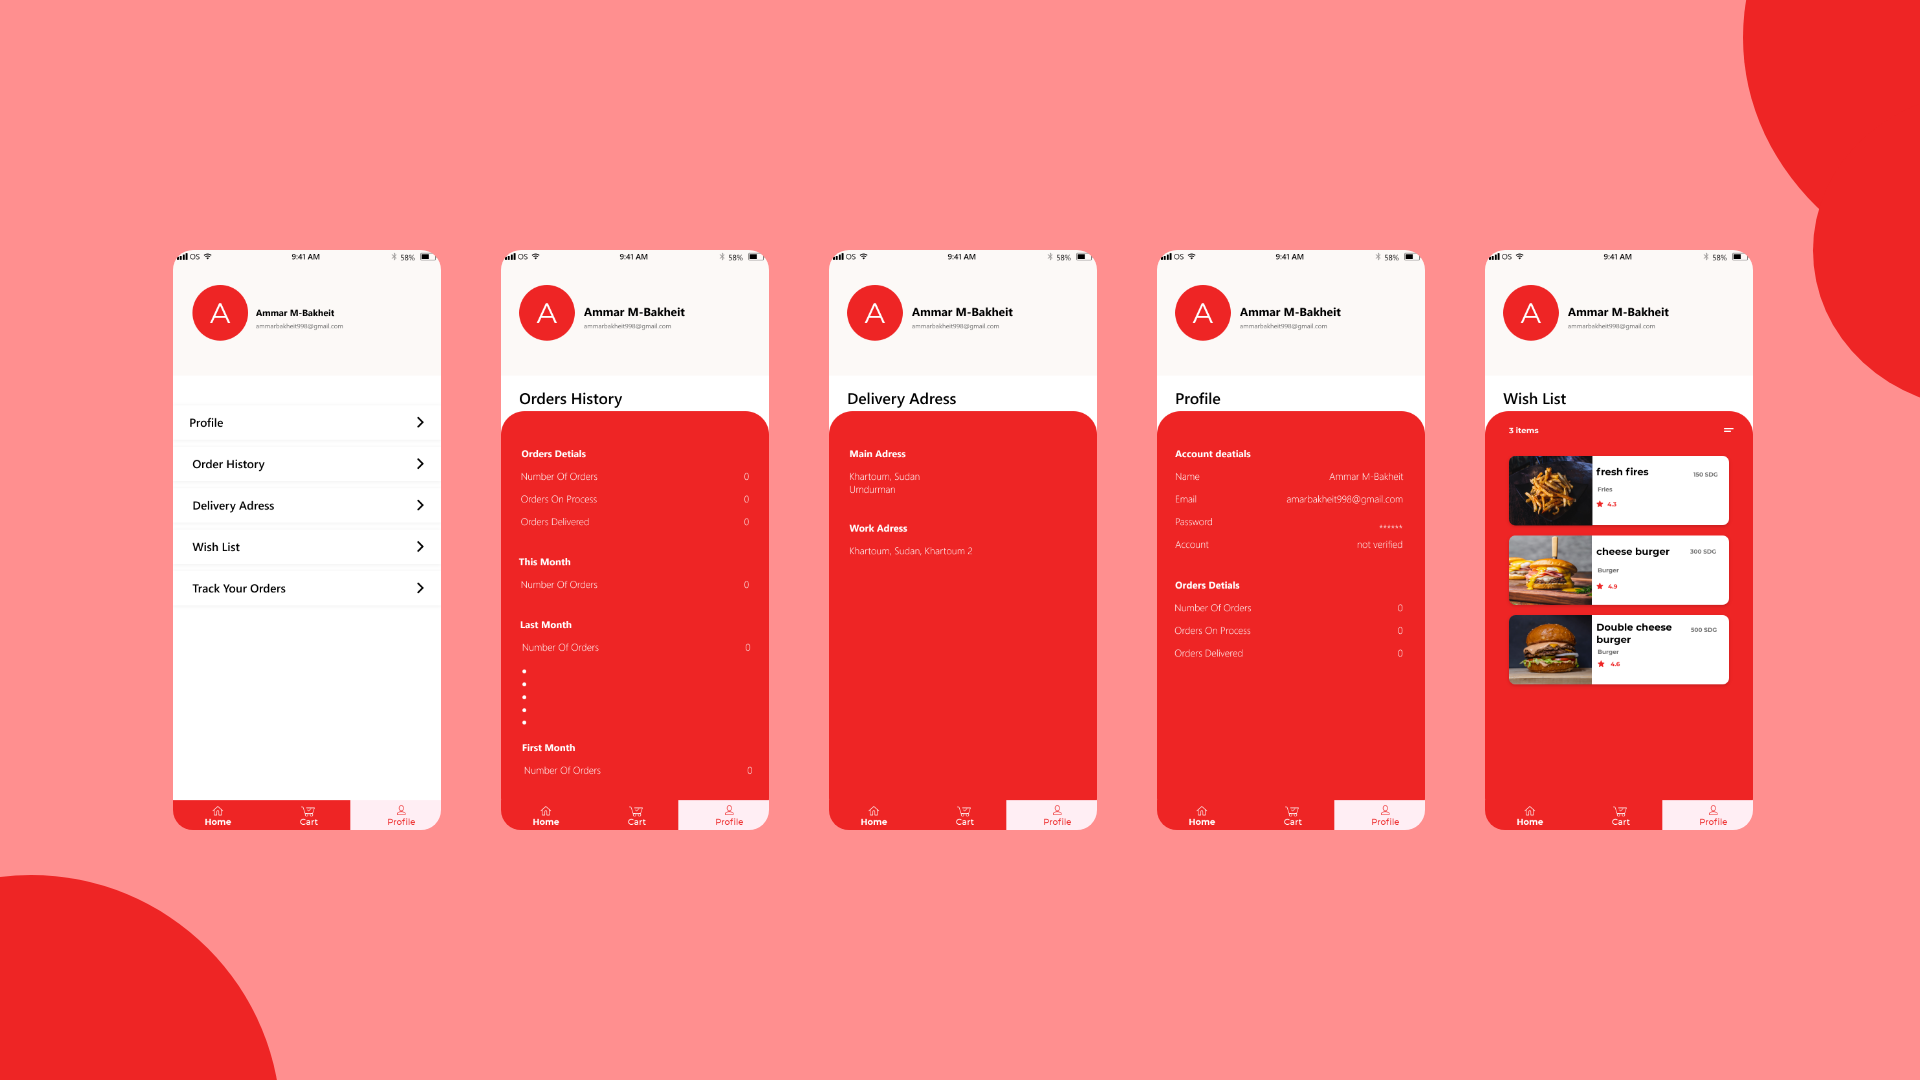 OS 9:41 AM 58%
A
Ammar M-Bakheit
ammarbakheit998@gmail.com
Profile
Order History
Delivery Adress
Wish List
Track Your Orders
Home Cart Profile
OS 9:41 AM 58%
A
Ammar M-Bakheit
ammarbakheit998@gmail.com
Orders History
Orders Detials
Number Of Orders 0
Orders On Process 0
Orders Delivered 0
This Month
Number Of Orders 0
Last Month
Number Of Orders 0
First Month
Number Of Orders 0
Home Cart Profile
OS 9:41 AM 58%
A
Ammar M-Bakheit
ammarbakheit998@gmail.com
Delivery Adress
Main Adress
Khartoum, Sudan
Umdurman
Work Adress
Khartoum, Sudan, Khartoum 2
Home Cart Profile
OS 9:41 AM 58%
A
Ammar M-Bakheit
ammarbakheit998@gmail.com
Profile
Account deatials
Name Ammar M-Bakheit
Email amarbakheit998@gmail.com
Password ******
Account not verified
Orders Detials
Number Of Orders 0
Orders On Process 0
Orders Delivered 0
Home Cart Profile
OS 9:41 AM 58%
A
Ammar M-Bakheit
ammarbakheit998@gmail.com
Wish List
3 items
fresh fires 150 SDG
Fries
4.3
cheese burger 300 SDG
Burger
4.9
Double cheese 500 SDG
burger
Burger
4.6
Home Cart Profile